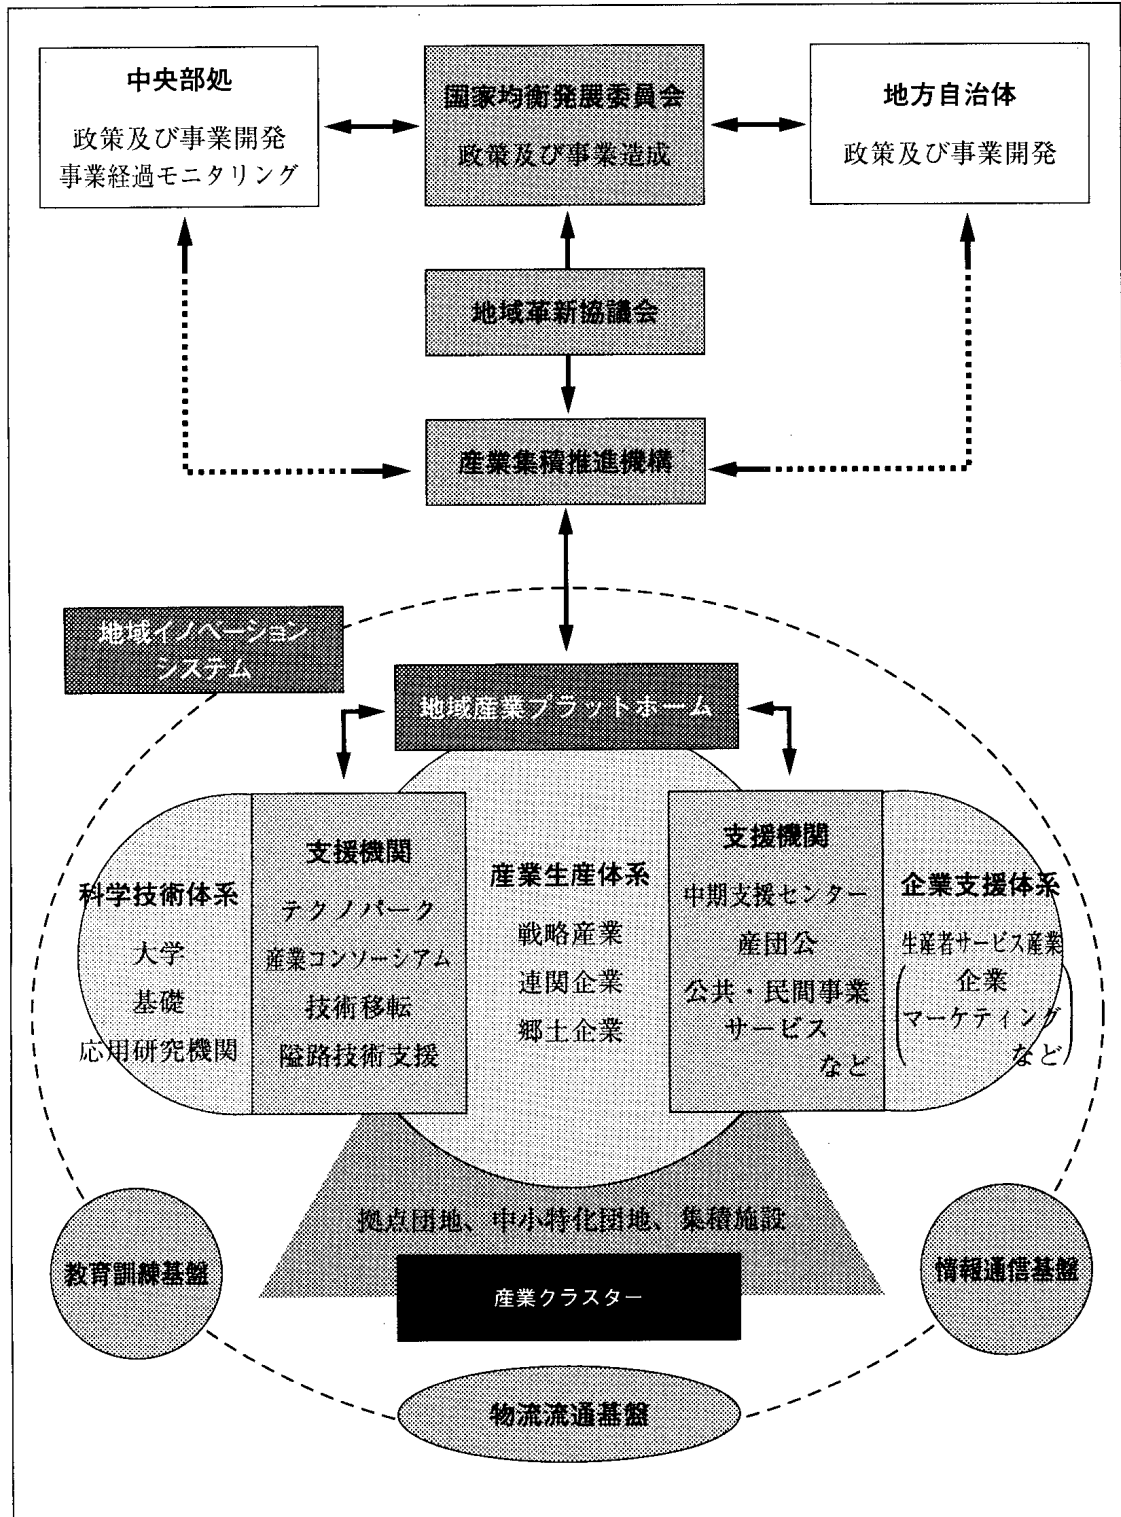 中央部処
政策及び事業開発
事業経過モニタリング
国家均衡発展委員会
政策及び事業造成
地方自治体
政策及び事業開発
地域革新協議会
産業集積推進機構
地域イノベーション
システム
地域産業プラットホーム
科学技術体系
大学
基礎
応用研究機関
支援機関
テクノパーク
産業コンソーシアム
技術移転
隘路技術支援
産業生産体系
戦略産業
連関企業
郷土企業
支援機関
中期支援センター
産団公
公共・民間事業
サービス
など
企業支援体系
生産者サービス産業
(企業
マーケティング
など)
拠点団地、中小特化団地、集積施設
産業クラスター
教育訓練基盤
情報通信基盤
物流流通基盤